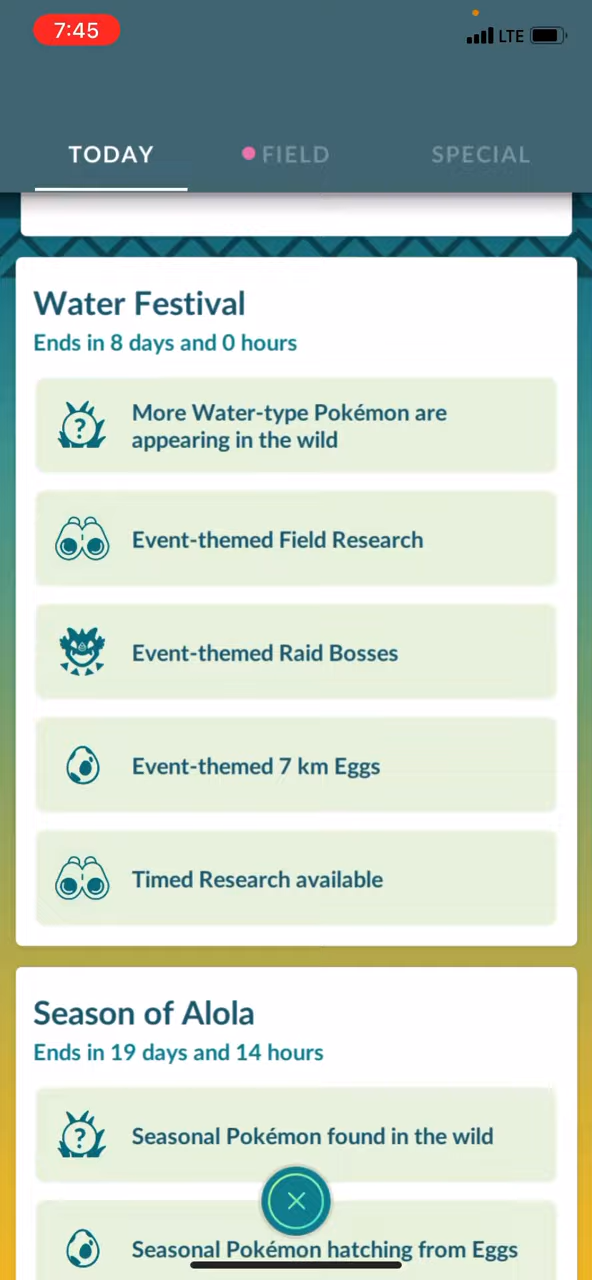 7:45
LTE
TODAY
FIELD
SPECIAL
Water Festival
Ends in 8 days and 0 hours
More Water-type Pokémon are
appearing in the wild
Event-themed Field Research
Event-themed Raid Bosses
Event-themed 7 km Eggs
Timed Research available
Season of Alola
Ends in 19 days and 14 hours
Seasonal Pokémon found in the wild
Seasonal Pokémon hatching from Eggs